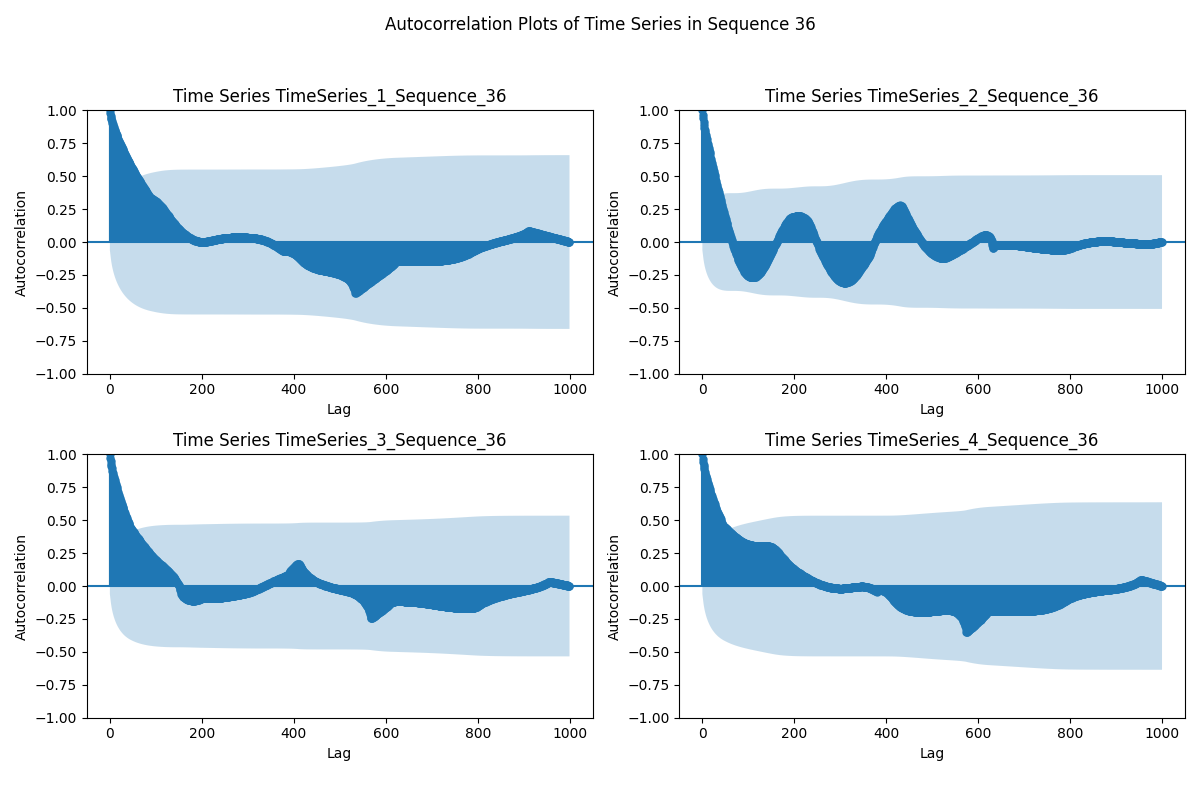 Autocorrelation Plots of Time Series in Sequence 36
Time Series TimeSeries_1_Sequence_36
1.00
0.75
0.50
0.25
0.00
−0.25
−0.50
−0.75
−1.00
Autocorrelation
0 200 400 600 800 1000
Lag
Time Series TimeSeries_2_Sequence_36
1.00
0.75
0.50
0.25
0.00
−0.25
−0.50
−0.75
−1.00
Autocorrelation
0 200 400 600 800 1000
Lag
Time Series TimeSeries_3_Sequence_36
1.00
0.75
0.50
0.25
0.00
−0.25
−0.50
−0.75
−1.00
Autocorrelation
0 200 400 600 800 1000
Lag
Time Series TimeSeries_4_Sequence_36
1.00
0.75
0.50
0.25
0.00
−0.25
−0.50
−0.75
−1.00
Autocorrelation
0 200 400 600 800 1000
Lag